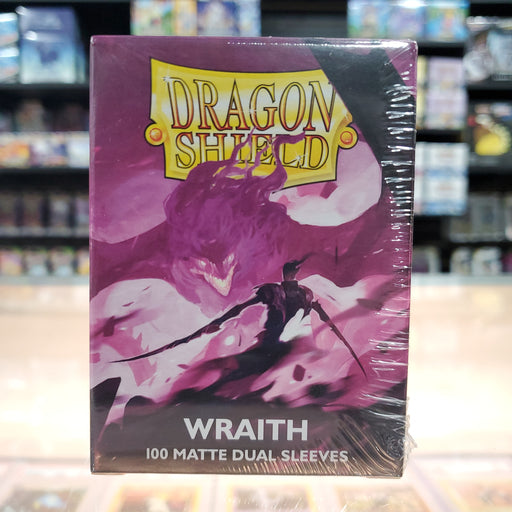 DRAGON
SHIELD
WRAITH
100 MATTE DUAL SLEEVES